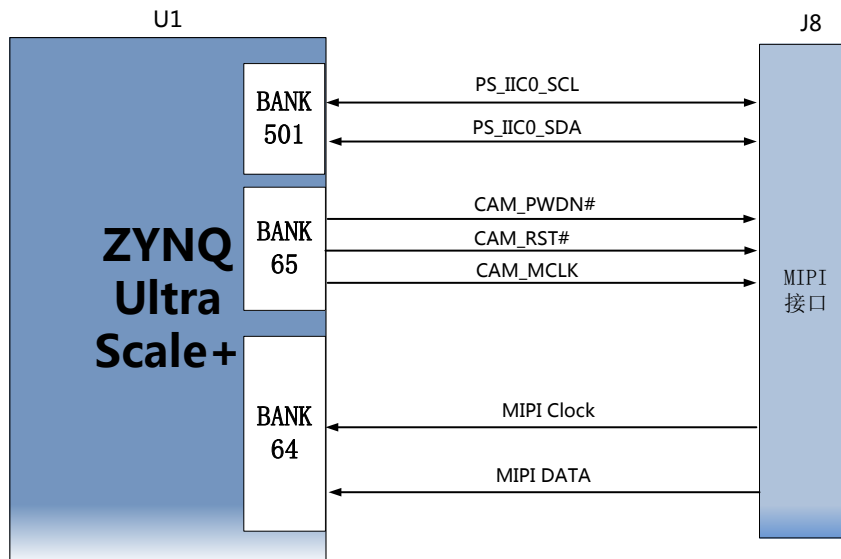 U1
J8
BANK
501
PS_IIC0_SCL
PS_IIC0_SDA
ZYNQ
Ultra
Scale+
BANK
65
CAM_PWDN#
CAM_RST#
CAM_MCLK
MIPI
接口
BANK
64
MIPI Clock
MIPI DATA